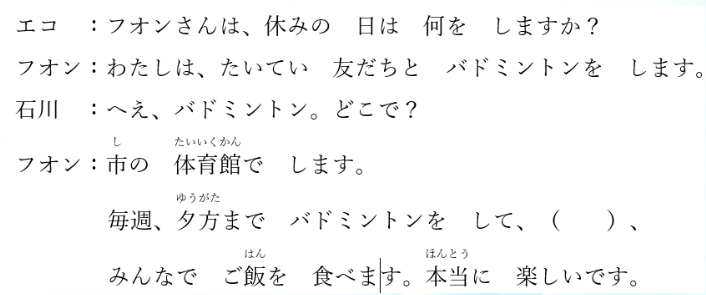 エコ　：フオンさんは、休みの　日は　何を　しますか？
フオン：わたしは、たいてい　友だちと　バドミントンを　します。
石川　：へえ、バドミントン。どこで？
し　たいいくかん
フオン：市の　体育館で　します。
ゆうがた
毎週、夕方まで　バドミントンを　して、（　　）、
はん　ほんとう
みんなで　ご飯を　食べます。本当に　楽しいです。